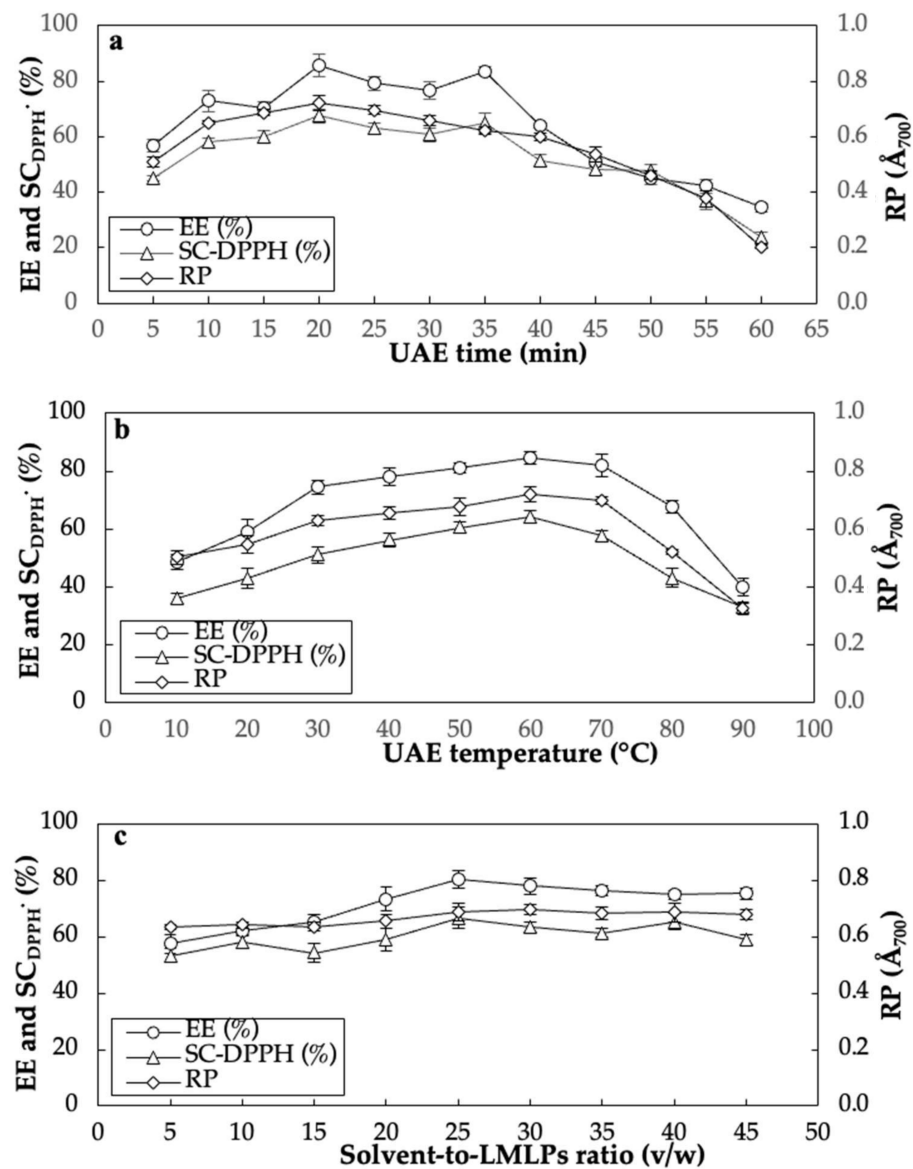 a
100
80
60
40
20
0
EE and SC_DPPH· (%)
1.0
0.8
0.6
0.4
0.2
0.0
RP (Å_700)
EE (%)
SC-DPPH (%)
RP
0 5 10 15 20 25 30 35 40 45 50 55 60 65
UAE time (min)
b
100
80
60
40
20
0
EE and SC_DPPH· (%)
1.0
0.8
0.6
0.4
0.2
0.0
RP (Å_700)
EE (%)
SC-DPPH (%)
RP
0 10 20 30 40 50 60 70 80 90 100
UAE temperature (°C)
c
100
80
60
40
20
0
EE and SC_DPPH· (%)
1.0
0.8
0.6
0.4
0.2
0.0
RP (Å_700)
EE (%)
SC-DPPH (%)
RP
0 5 10 15 20 25 30 35 40 45 50
Solvent-to-LMLPs ratio (v/w)